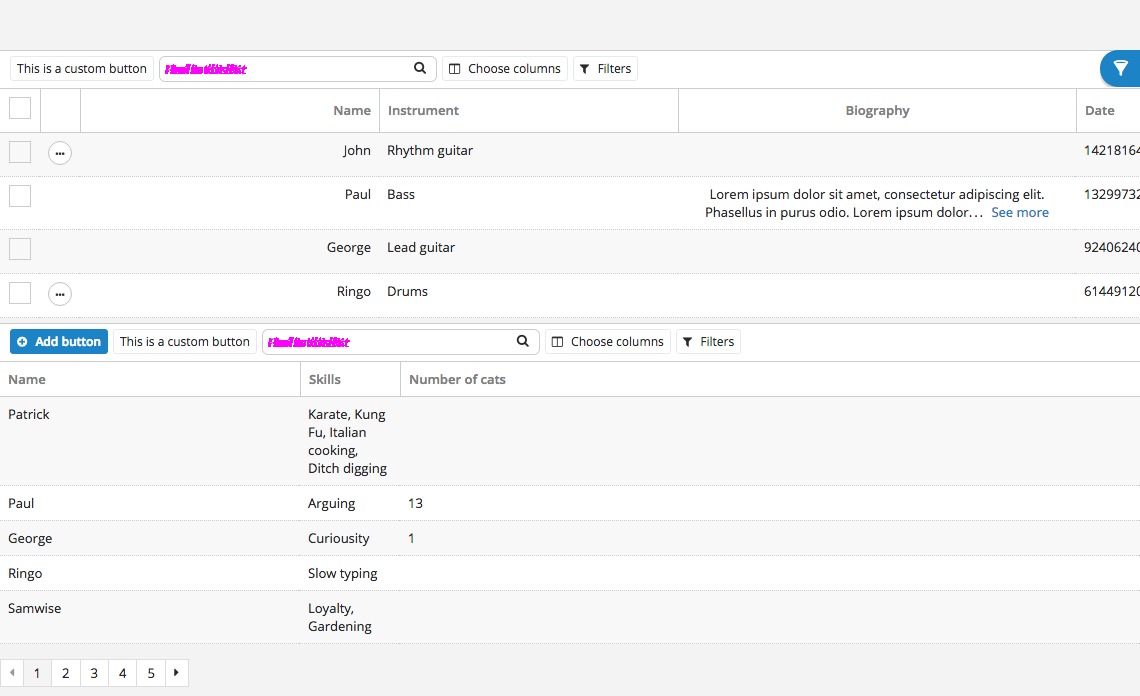 This is a custom button Choose columns Filters
Name Instrument Biography Date
John Rhythm guitar 14218164
Paul Bass Lorem ipsum dolor sit amet, consectetur adipiscing elit. 13299732
Phasellus in purus odio. Lorem ipsum dolor... See more
George Lead guitar 92406240
Ringo Drums 61449120
Add button This is a custom button Choose columns Filters
Name Skills Number of cats
Patrick Karate, Kung
Fu, Italian
cooking,
Ditch digging
Paul Arguing 13
George Curiousity 1
Ringo Slow typing
Samwise Loyalty,
Gardening
1 2 3 4 5